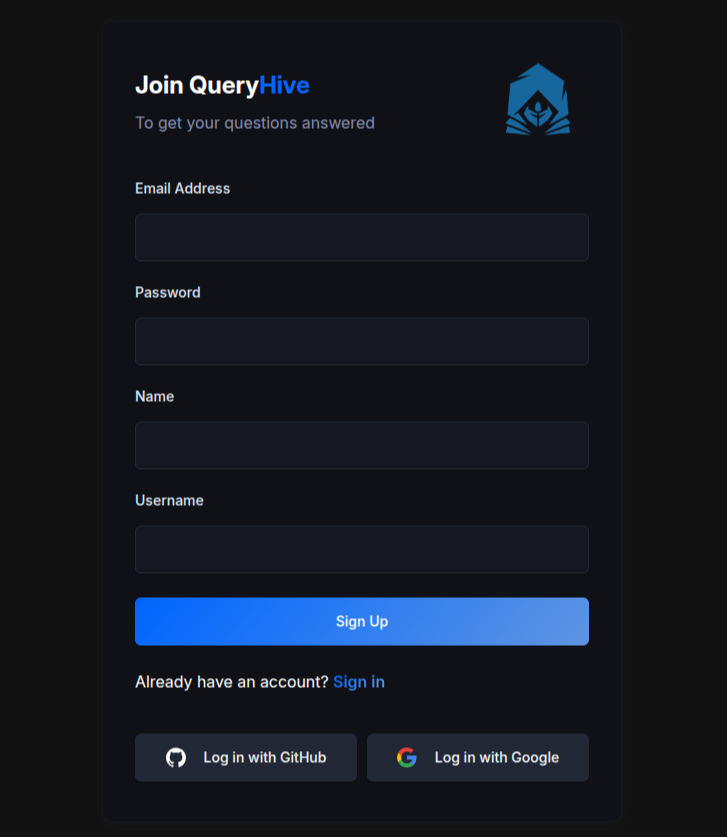 Join QueryHive
To get your questions answered
Email Address
Password
Name
Username
Sign Up
Already have an account? Sign in
Log in with GitHub
Log in with Google